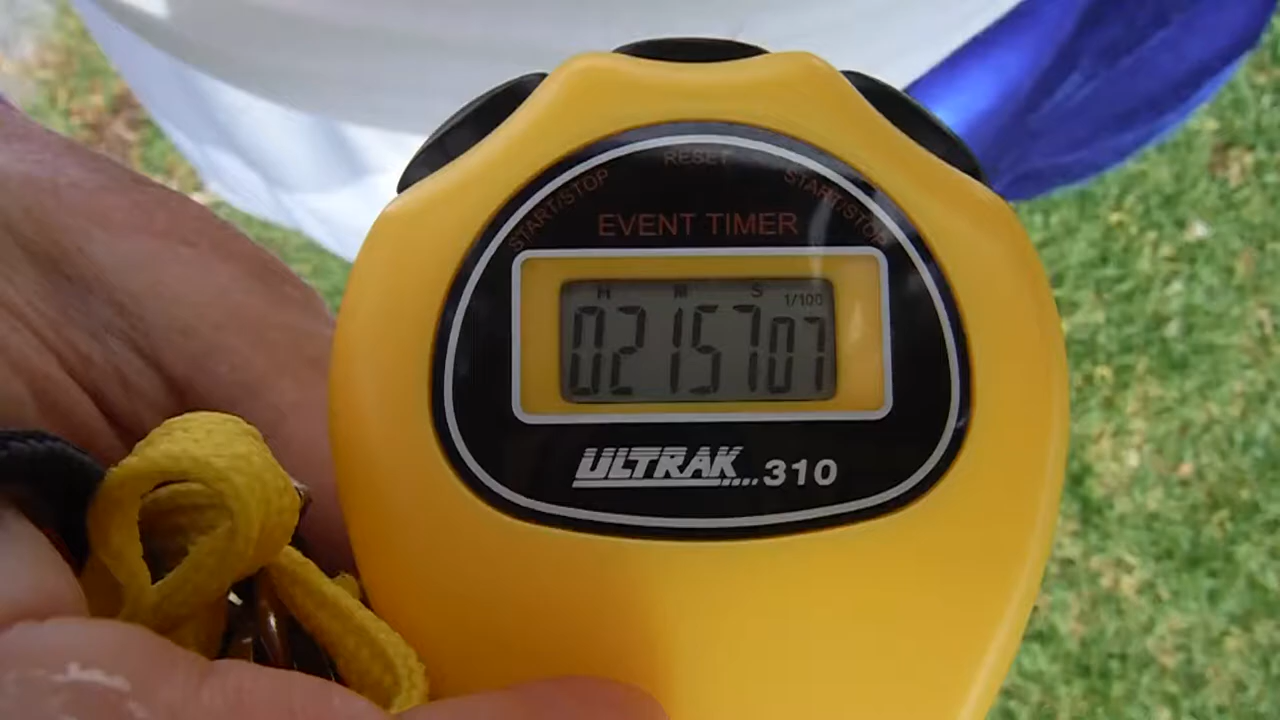 RESET
START/STOP START/STOP
EVENT TIMER
H M S 1/100
0215707
ULTRAK....310